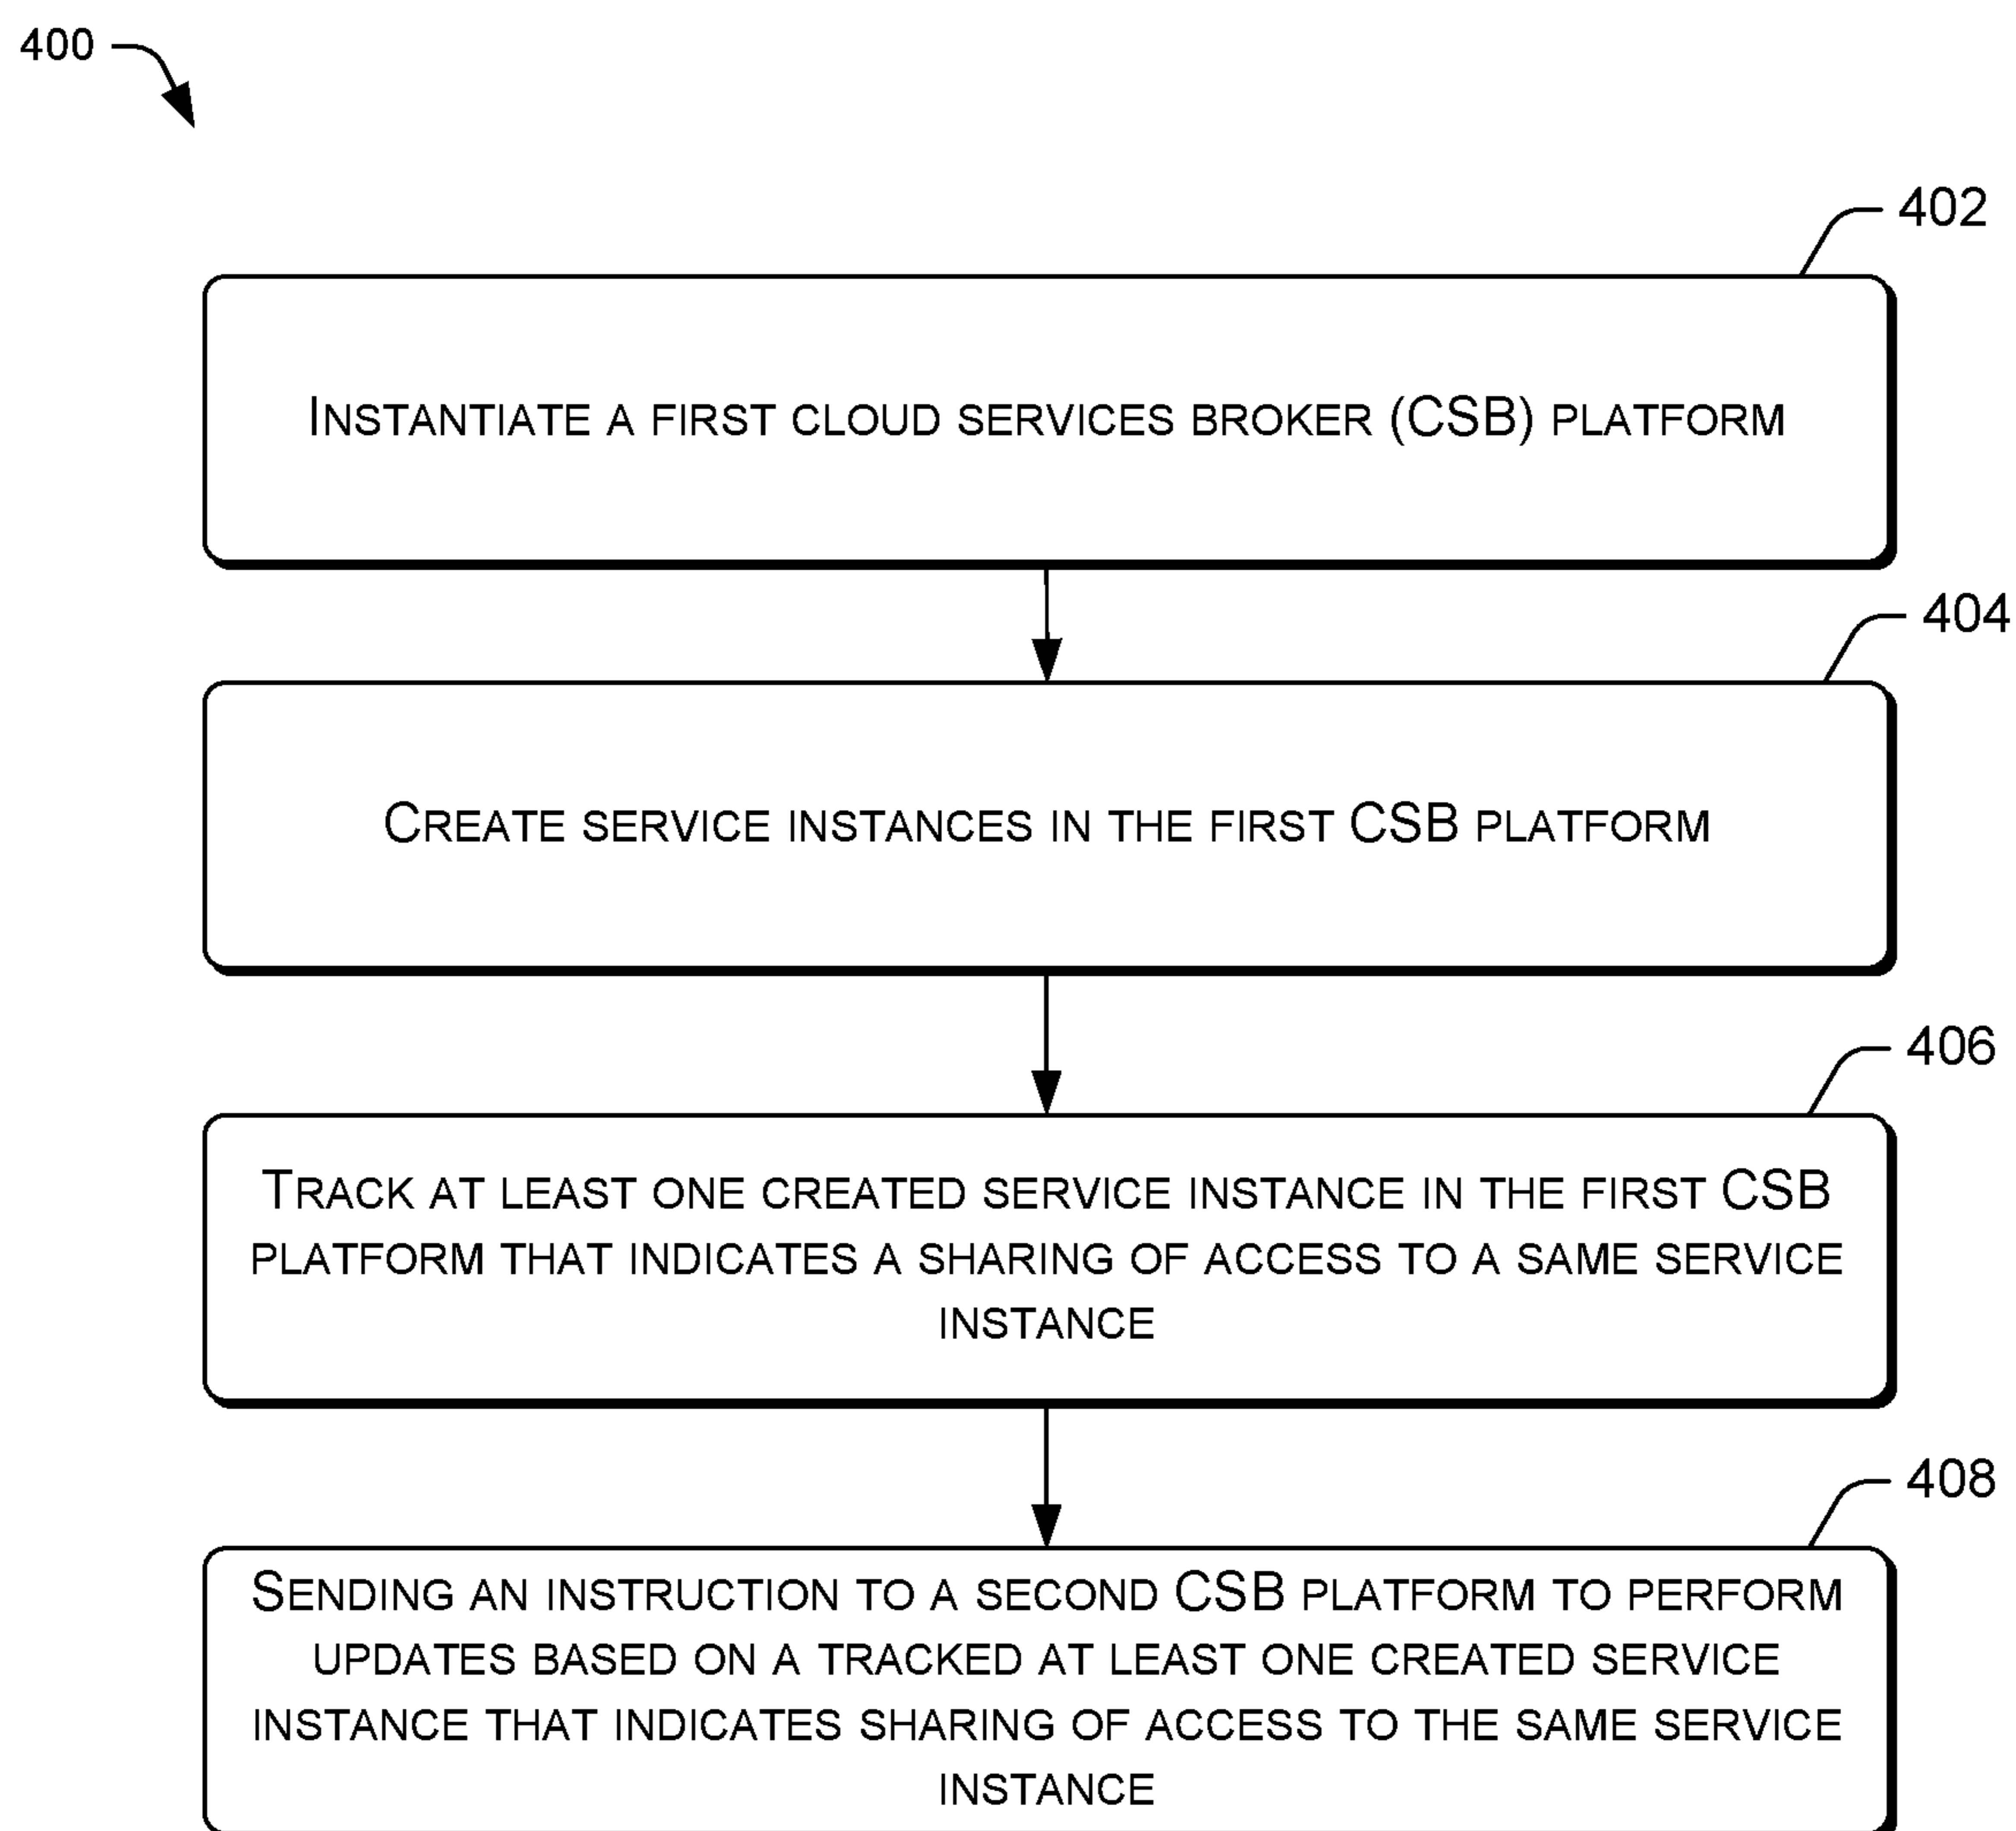 400
402
INSTANTIATE A FIRST CLOUD SERVICES BROKER (CSB) PLATFORM
404
CREATE SERVICE INSTANCES IN THE FIRST CSB PLATFORM
406
TRACK AT LEAST ONE CREATED SERVICE INSTANCE IN THE FIRST CSB
PLATFORM THAT INDICATES A SHARING OF ACCESS TO A SAME SERVICE
INSTANCE
408
SENDING AN INSTRUCTION TO A SECOND CSB PLATFORM TO PERFORM
UPDATES BASED ON A TRACKED AT LEAST ONE CREATED SERVICE
INSTANCE THAT INDICATES SHARING OF ACCESS TO THE SAME SERVICE
INSTANCE